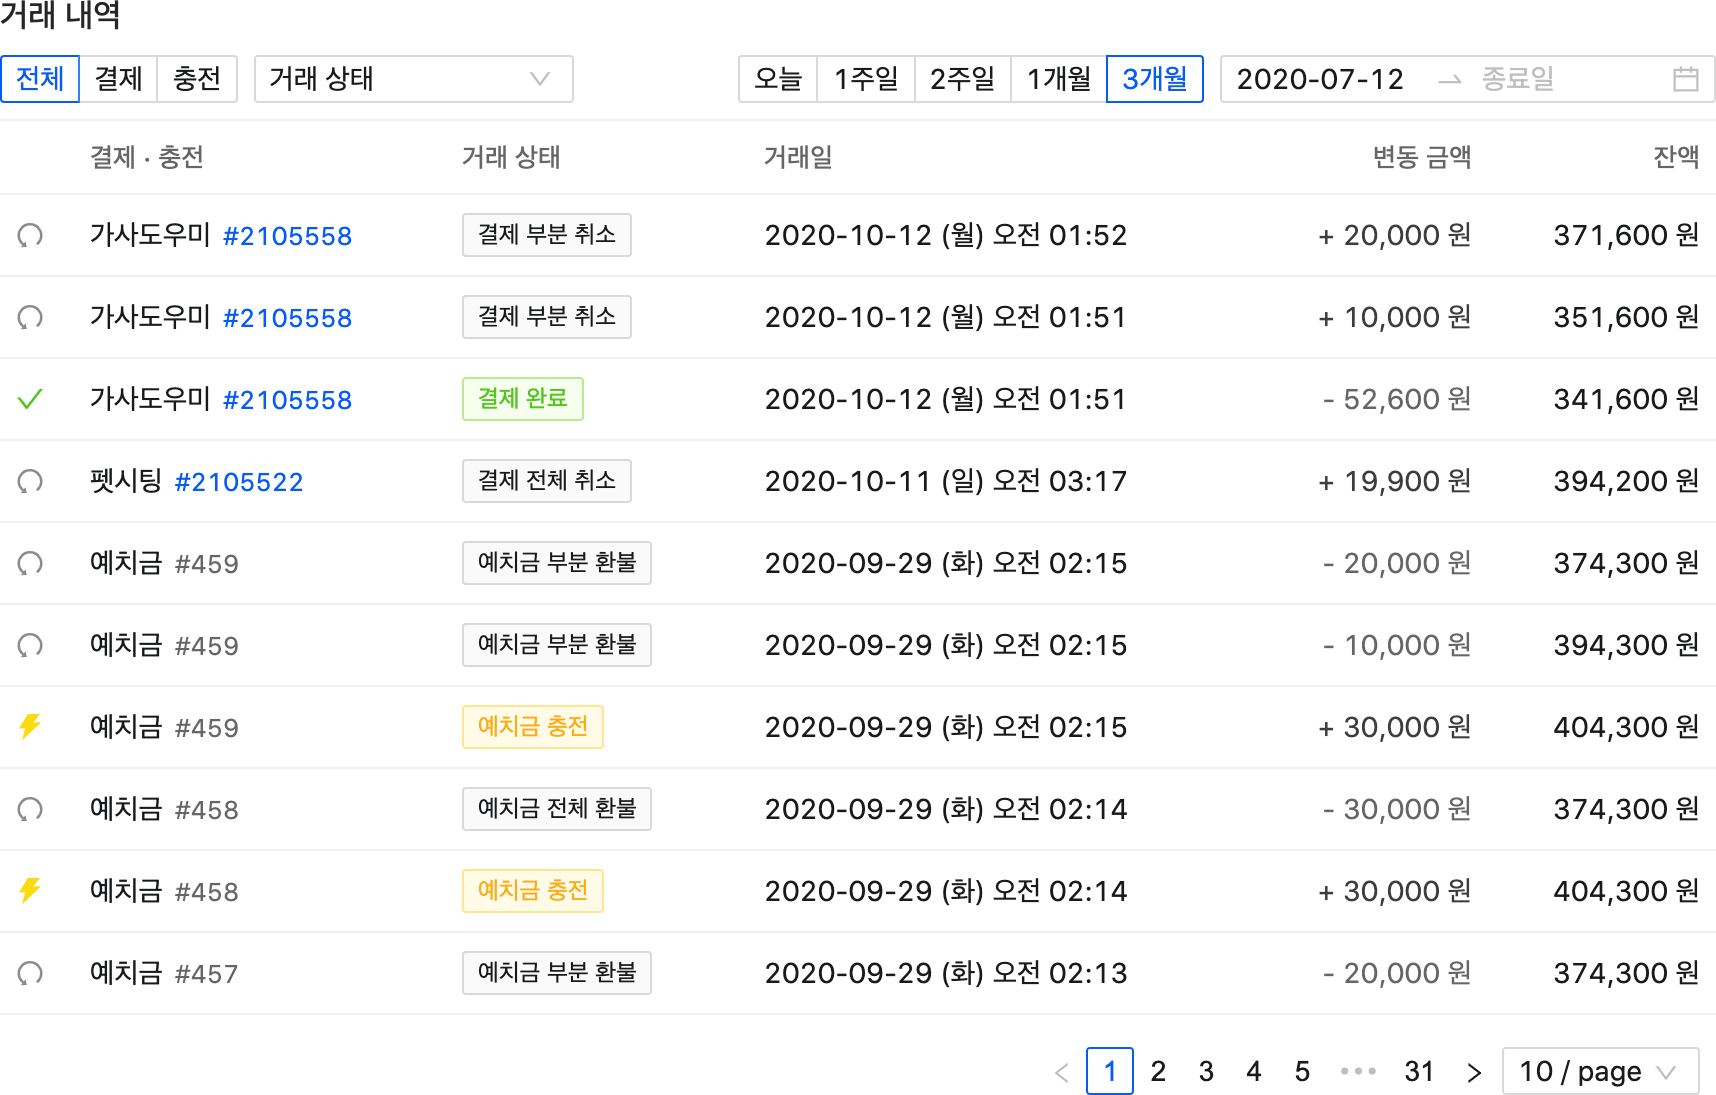 거래 내역
전체 결제 충전 거래 상태 오늘 1주일 2주일 1개월 3개월 2020-07-12 종료일
결제 · 충전 거래 상태 거래일 변동 금액 잔액
가사도우미 #2105558 결제 부분 취소 2020-10-12 (월) 오전 01:52 + 20,000 원 371,600 원
가사도우미 #2105558 결제 부분 취소 2020-10-12 (월) 오전 01:51 + 10,000 원 351,600 원
가사도우미 #2105558 결제 완료 2020-10-12 (월) 오전 01:51 - 52,600 원 341,600 원
펫시팅 #2105522 결제 전체 취소 2020-10-11 (일) 오전 03:17 + 19,900 원 394,200 원
예치금 #459 예치금 부분 환불 2020-09-29 (화) 오전 02:15 - 20,000 원 374,300 원
예치금 #459 예치금 부분 환불 2020-09-29 (화) 오전 02:15 - 10,000 원 394,300 원
예치금 #459 예치금 충전 2020-09-29 (화) 오전 02:15 + 30,000 원 404,300 원
예치금 #458 예치금 전체 환불 2020-09-29 (화) 오전 02:14 - 30,000 원 374,300 원
예치금 #458 예치금 충전 2020-09-29 (화) 오전 02:14 + 30,000 원 404,300 원
예치금 #457 예치금 부분 환불 2020-09-29 (화) 오전 02:13 - 20,000 원 374,300 원
< 1 2 3 4 5 ••• 31 > 10 / page